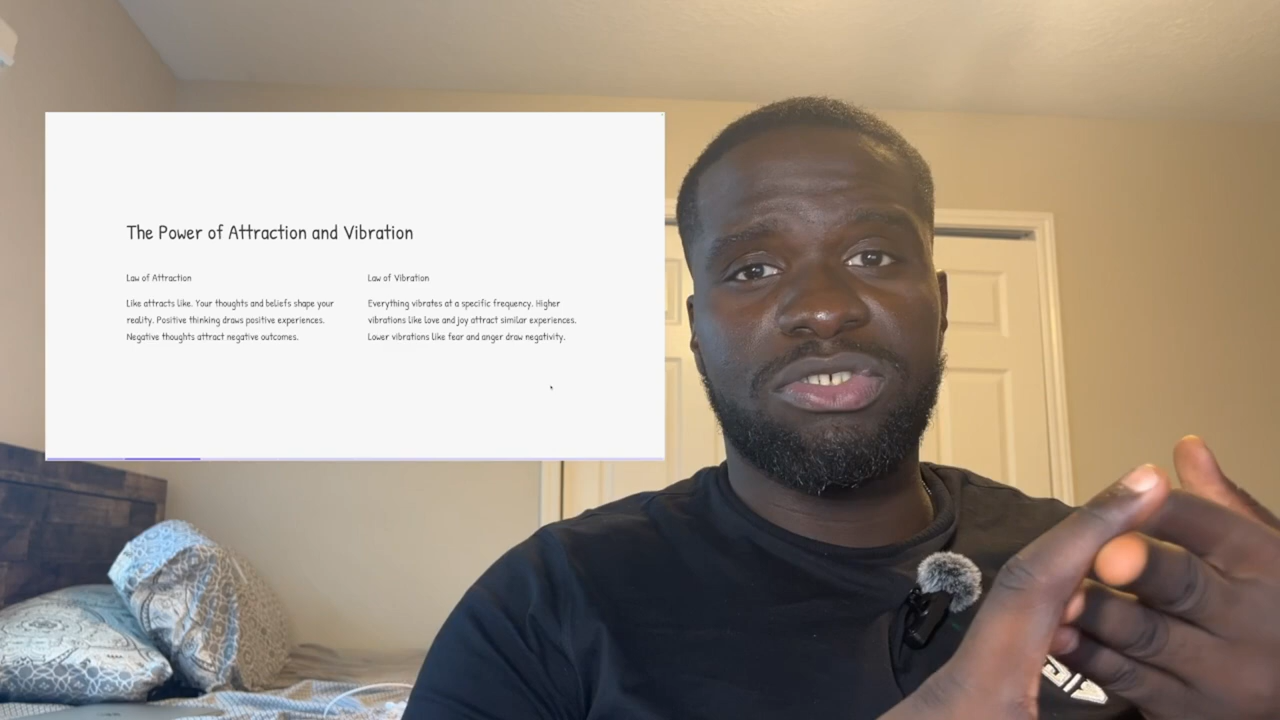 The Power of Attraction and Vibration
Law of Attraction
Like attracts like. Your thoughts and beliefs shape your
reality. Positive thinking draws positive experiences.
Negative thoughts attract negative outcomes.
Law of Vibration
Everything vibrates at a specific frequency. Higher
vibrations like love and joy attract similar experiences.
Lower vibrations like fear and anger draw negativity.